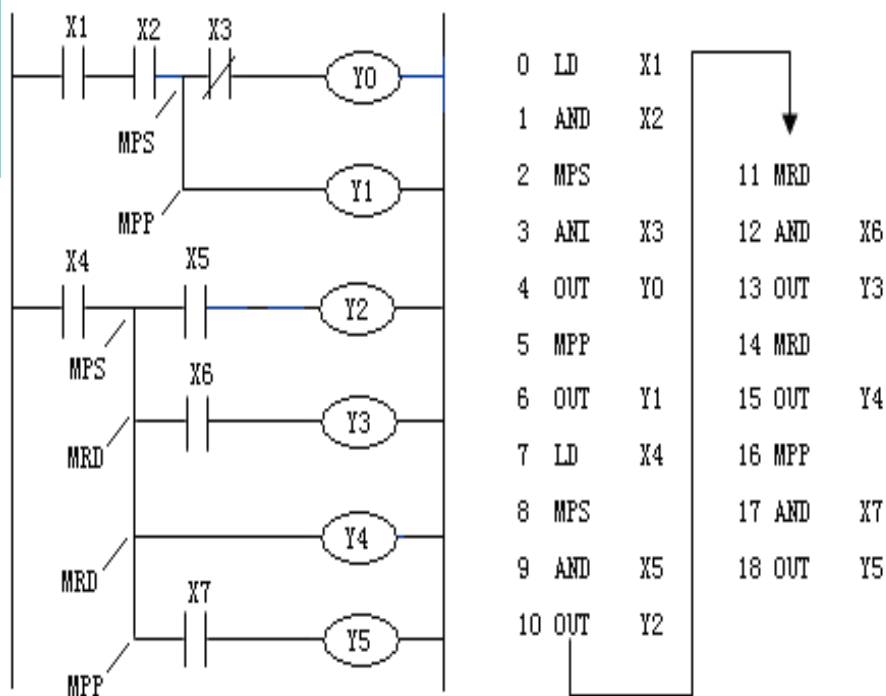 X1 X2 X3
Y0
MPS
Y1
MPP
X4 X5
Y2
MPS
X6
Y3
MRD
Y4
MRD
X7
Y5
MPP
0 LD X1
1 AND X2
2 MPS
3 ANI X3
4 OUT Y0
5 MPP
6 OUT Y1
7 LD X4
8 MPS
9 AND X5
10 OUT Y2
11 MRD
12 AND X6
13 OUT Y3
14 MRD
15 OUT Y4
16 MPP
17 AND X7
18 OUT Y5